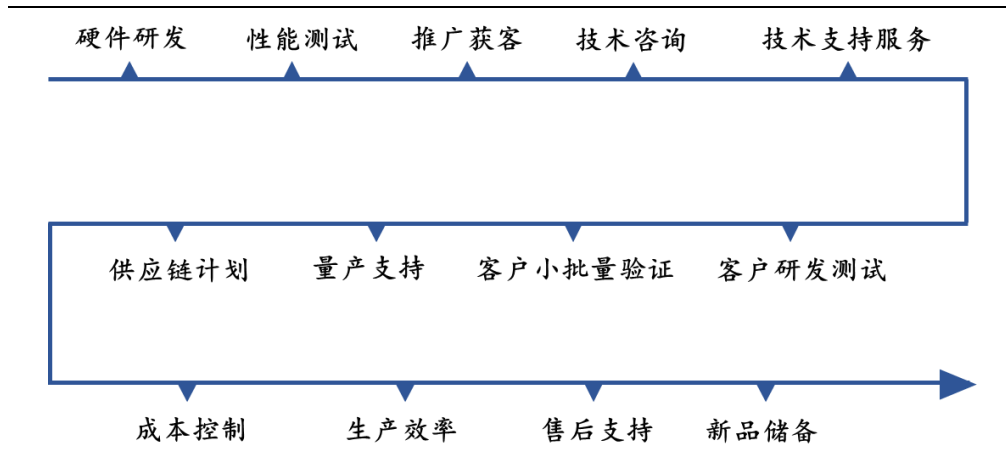 硬件研发 性能测试 推广获客 技术咨询 技术支持服务
供应链计划 量产支持 客户小批量验证 客户研发测试
成本控制 生产效率 售后支持 新品储备